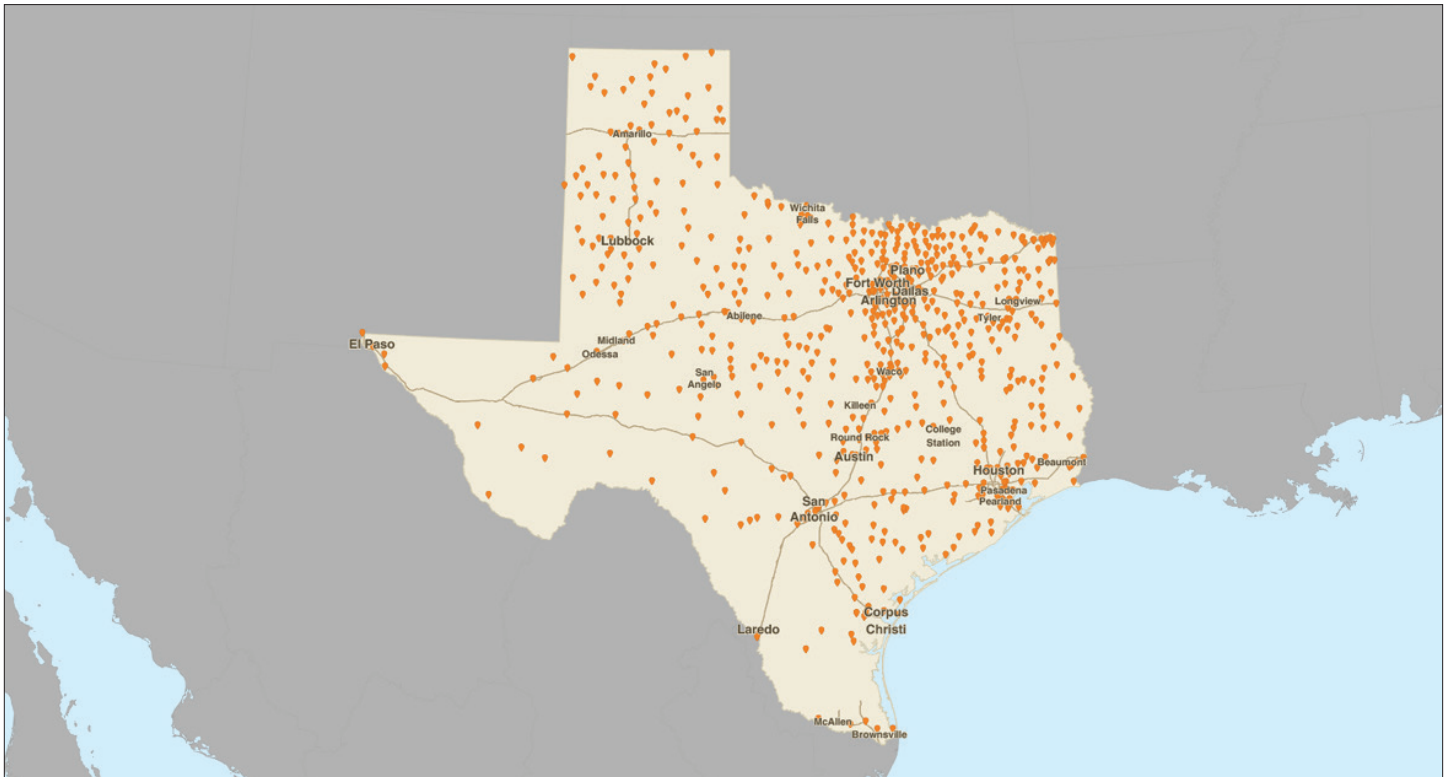 Amarillo
Wichita
Falls
Lubbock
Plano
Fort Worth
Dallas
Arlington
Longview
Tyler
Abilene
Midland
Odessa
El Paso
San
Angelo
Waco
Killeen
College
Station
Round Rock
Austin
Houston
Beaumont
Pasadena
Pearland
San
Antonio
Corpus
Christi
Laredo
McAllen
Brownsville